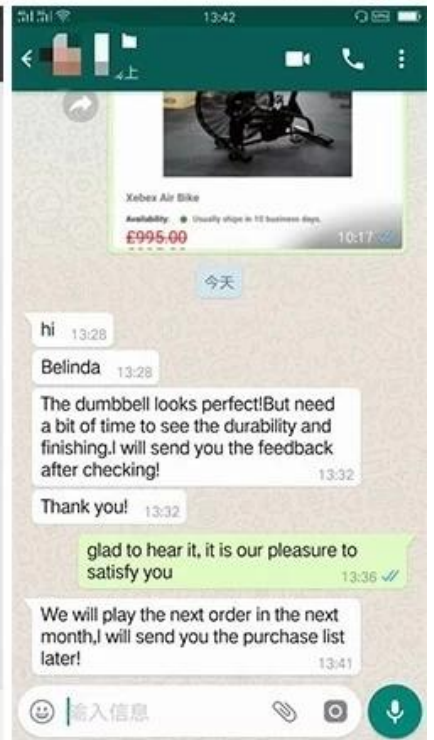 13:42
上
Xebex Air Bike
Availability: Usually ships in 10 business days.
£995.00
10:17
今天
hi 13:28
Belinda 13:28
The dumbbell looks perfect!But need
a bit of time to see the durability and
finishing.I will send you the feedback
after checking!
13:32
Thank you! 13:32
glad to hear it, it is our pleasure to
satisfy you
13:36
We will play the next order in the next
month,I will send you the purchase list
later!
13:41
输入信息